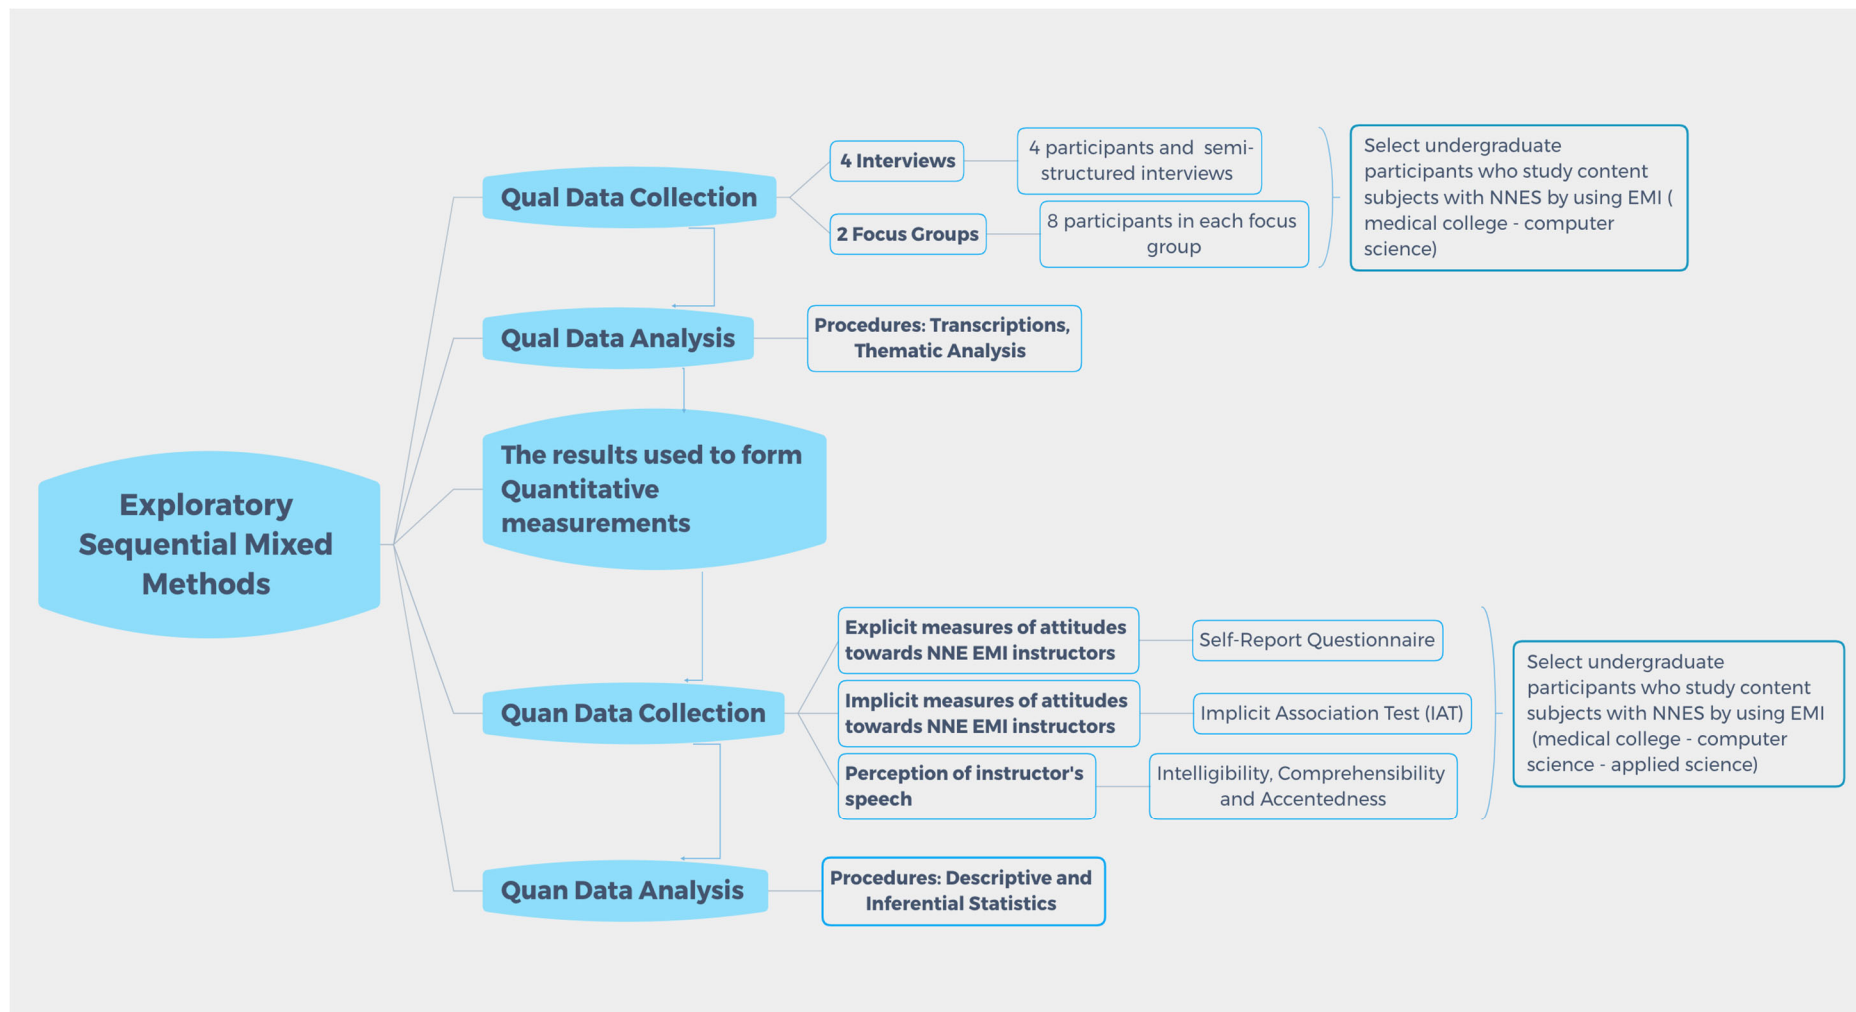 Exploratory
Sequential Mixed
Methods
Qual Data Collection
4 Interviews
4 participants and semi-
structured interviews
2 Focus Groups
8 participants in each focus
group
Select undergraduate
participants who study content
subjects with NNES by using EMI (
medical college - computer
science)
Qual Data Analysis
Procedures: Transcriptions,
Thematic Analysis
The results used to form
Quantitative
measurements
Quan Data Collection
Explicit measures of attitudes
towards NNE EMI instructors
Self-Report Questionnaire
Implicit measures of attitudes
towards NNE EMI instructors
Implicit Association Test (IAT)
Perception of instructor's
speech
Intelligibility, Comprehensibility
and Accentedness
Select undergraduate
participants who study content
subjects with NNES by using EMI
(medical college - computer
science - applied science)
Quan Data Analysis
Procedures: Descriptive and
Inferential Statistics